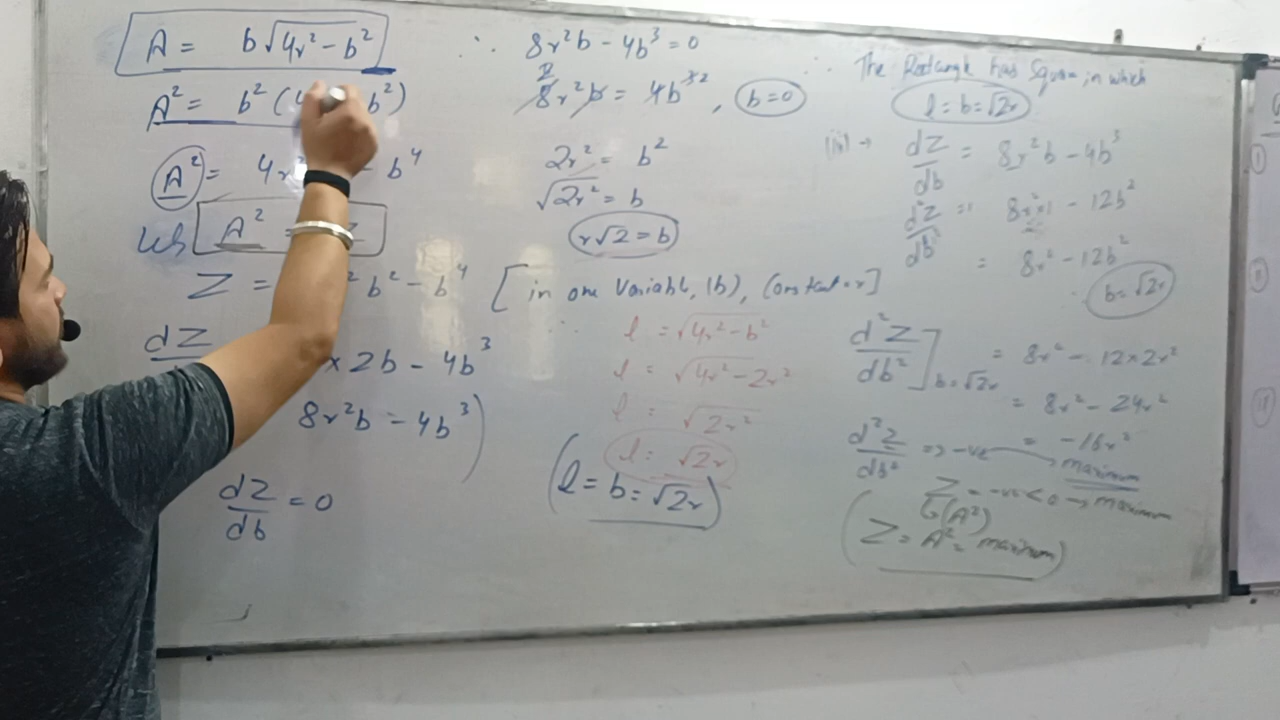 A = b√4r² − b²
A² = b² ( b²)
A² = 4r² − b⁴
A² = Z
Z = ² b² − b⁴
dZ × 2b − 4b³
8r²b − 4b³)
dZ/db = 0
∴ 8r²b − 4b³ = 0
8r²b = 4b³ ², b = 0
2r² = b²
√2r² = b
r√2 = b
[ in one Variable, (b), Constant = r ]
∴ l = √4r² − b²
l = √4r² − 2r²
l = √2r²
l = √2r
(l = b = √2r)
∴ The Rectangle has Square in which
l = b = √2r
(iii) → dZ/db = 8r²b − 4b³
d²Z/db² = 8r²×1 − 12b²
= 8r² − 12b²
∴ b = √2r
d²Z/db²]b=√2r = 8r² − 12×2r²
= 8r² − 24r²
= −16r²
d²Z/db² ⇒ −ve → maximum
Z = −ve < 0 → maximum
↳(A²)
(Z = A² = maximum)